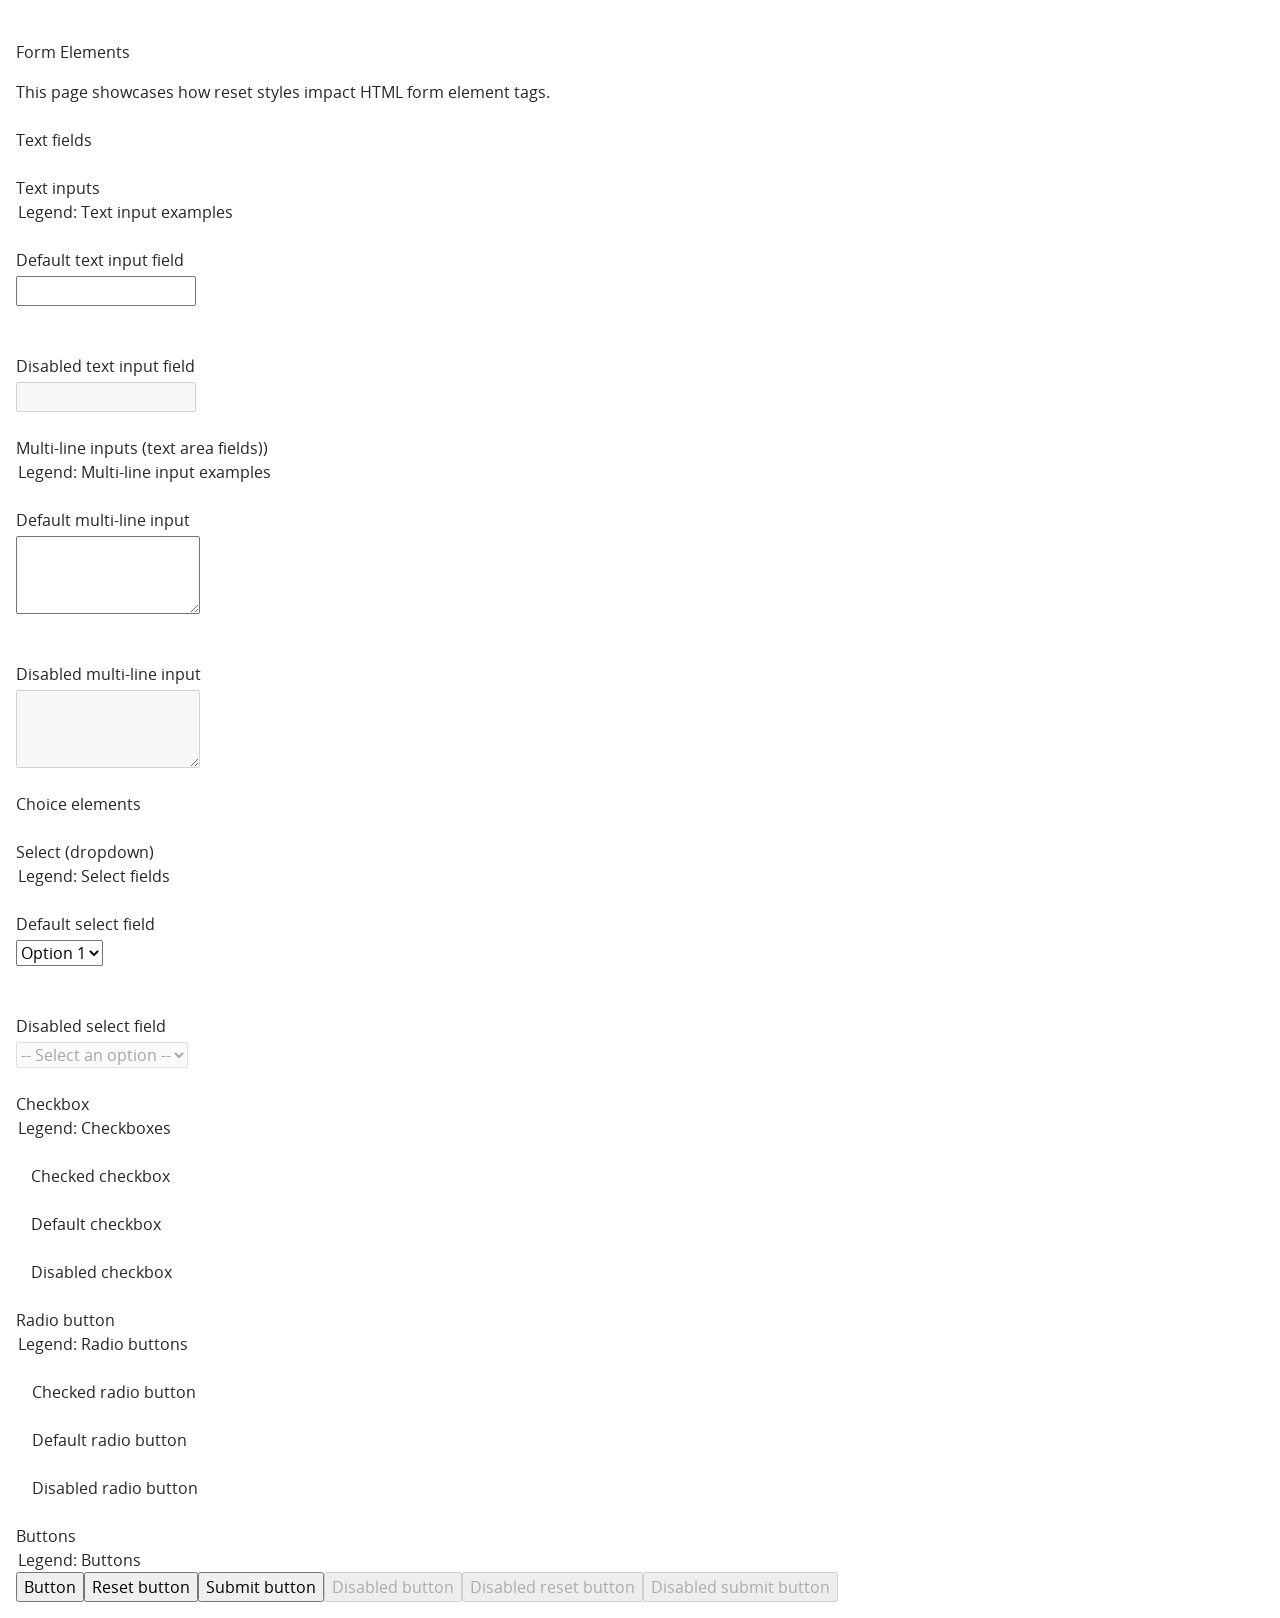 Form Elements
This page showcases how reset styles impact HTML form element tags.
Text fields
Text inputs
Legend: Text input examples
Default text input field
Disabled text input field
Multi-line inputs (text area fields))
Legend: Multi-line input examples
Default multi-line input
Disabled multi-line input
Choice elements
Select (dropdown)
Legend: Select fields
Default select field
Option 1
Disabled select field
-- Select an option --
Checkbox
Legend: Checkboxes
Checked checkbox
Default checkbox
Disabled checkbox
Radio button
Legend: Radio buttons
Checked radio button
Default radio button
Disabled radio button
Buttons
Legend: Buttons
Button Reset button Submit button Disabled button Disabled reset button Disabled submit button